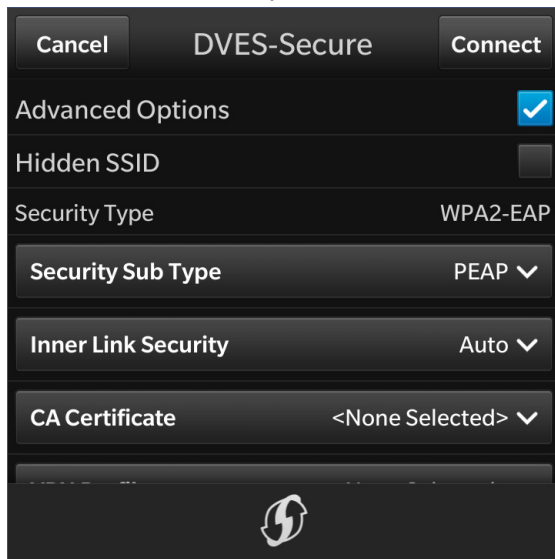 Cancel DVES-Secure Connect
Advanced Options
Hidden SSID
Security Type WPA2-EAP
Security Sub Type PEAP
Inner Link Security Auto
CA Certificate <None Selected>